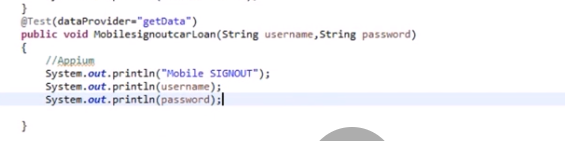 }
@Test(dataProvider="getData")
public void MobilesignoutcarLoan(String username,String password)
{
//Appium
System.out.println("Mobile SIGNOUT");
System.out.println(username);
System.out.println(password);
}